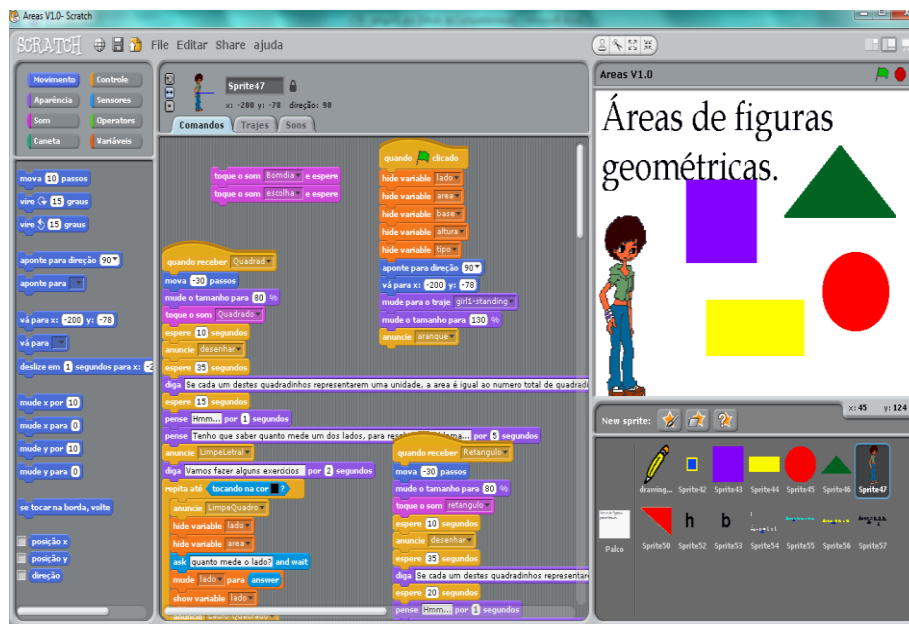 Areas V1.0- Scratch
SCRATCH File Editar Share ajuda
Movimento Controle
Aparência Sensores
Som Operators
Caneta Variáveis
mova 10 passos
vire 15 graus
vire 15 graus
aponte para direção 90
aponte para
vá para x: -200 y: -78
vá para
deslize em 1 segundos para x: -2
mude x por 10
mude x para 0
mude y por 10
mude y para 0
se tocar na borda, volte
posição x
posição y
direção
Sprite47
x: -200 y: -78 direção: 90
Comandos Trajes Sons
toque o som Bomdia e espere
toque o som escolha e espere
quando receber Quadrad
mova -30 passos
mude o tamanho para 80 %
toque o som Quadrado
espere 10 segundos
anuncie desenhar
espere 35 segundos
diga Se cada um destes quadradinhos representarem uma unidade, a area é igual ao numero total de quadradi
espere 15 segundos
pense Hmm... por 1 segundos
pense Tenho que saber quanto mede um dos lados, para por 5 segundos
anuncie LimpeLetral
diga Vamos fazer alguns exercícios por 2 segundos
repita até tocando na cor ?
anuncie LimpaQuadro
hide variable lado
hide variable area
ask quanto mede o lado? and wait
mude lado para answer
show variable lado
quando clicado
hide variable lado
hide variable area
hide variable base
hide variable altura
hide variable tipo
aponte para direção 90
vá para x: -200 y: -78
mude para o traje girl1-standing
mude o tamanho para 130 %
anuncie aranque
quando receber Retangulo
mova -30 passos
mude o tamanho para 80 %
toque o som retangulo
espere 10 segundos
anuncie desenhar
espere 35 segundos
diga Se cada um destes quadradinhos representare
espere 20 segundos
pense Hmm... por 1 segundos
Areas V1.0
Áreas de figuras
geométricas.
x: 45 y: 124
New sprite:
drawing... Sprite42 Sprite43 Sprite44 Sprite45 Sprite46 Sprite47
h b
Palco Sprite50 Sprite52 Sprite53 Sprite54 Sprite55 Sprite56 Sprite57